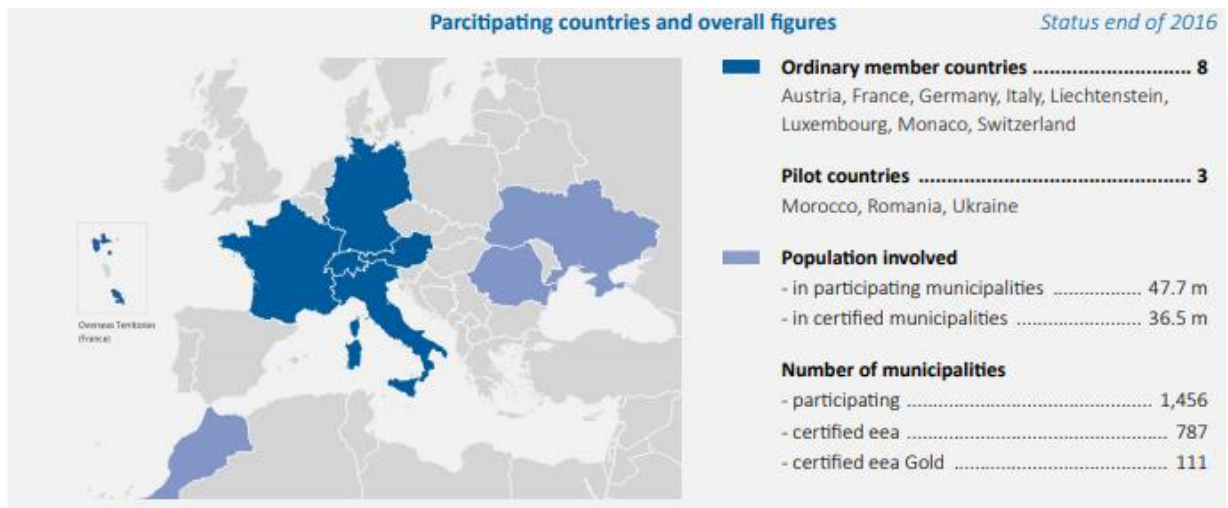 Parcitipating countries and overall figures
Status end of 2016
Ordinary member countries ............................ 8
Austria, France, Germany, Italy, Liechtenstein,
Luxembourg, Monaco, Switzerland
Pilot countries ................................................ 3
Morocco, Romania, Ukraine
Population involved
- in participating municipalities ................. 47.7 m
- in certified municipalities ........................ 36.5 m
Number of municipalities
- participating ............................................... 1,456
- certified eea .................................................. 787
- certified eea Gold ......................................... 111
Overseas Territories
(France)